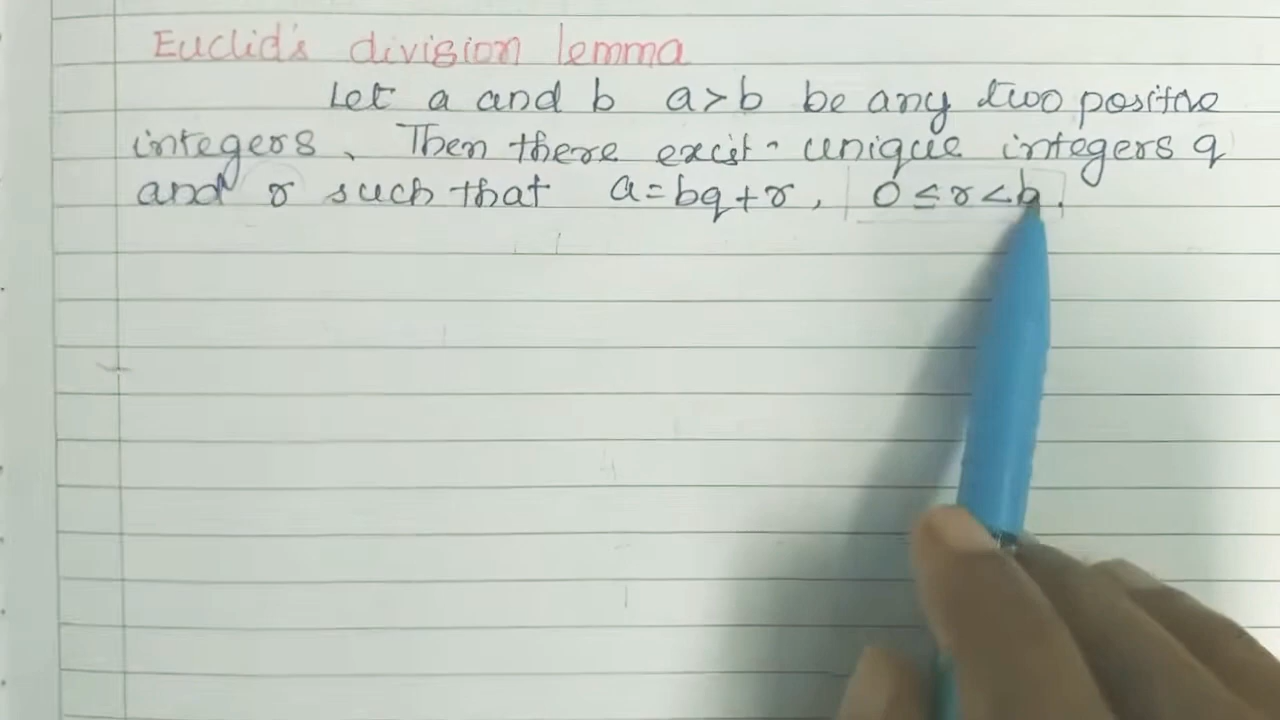 Euclid's division lemma
Let a and b a>b be any two positive
integers, Then there excist unique integers q
and r such that a=bq+r, 0≤r<b.